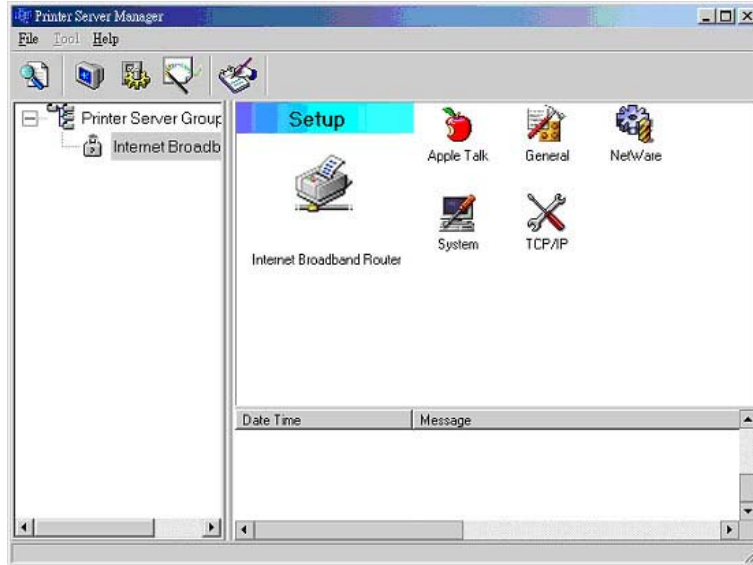 Printer Server Manager
File Tool Help
Printer Server Group
Internet Broadb
Setup
Internet Broadband Router
Apple Talk
General
NetWare
System
TCP/IP
Date Time Message